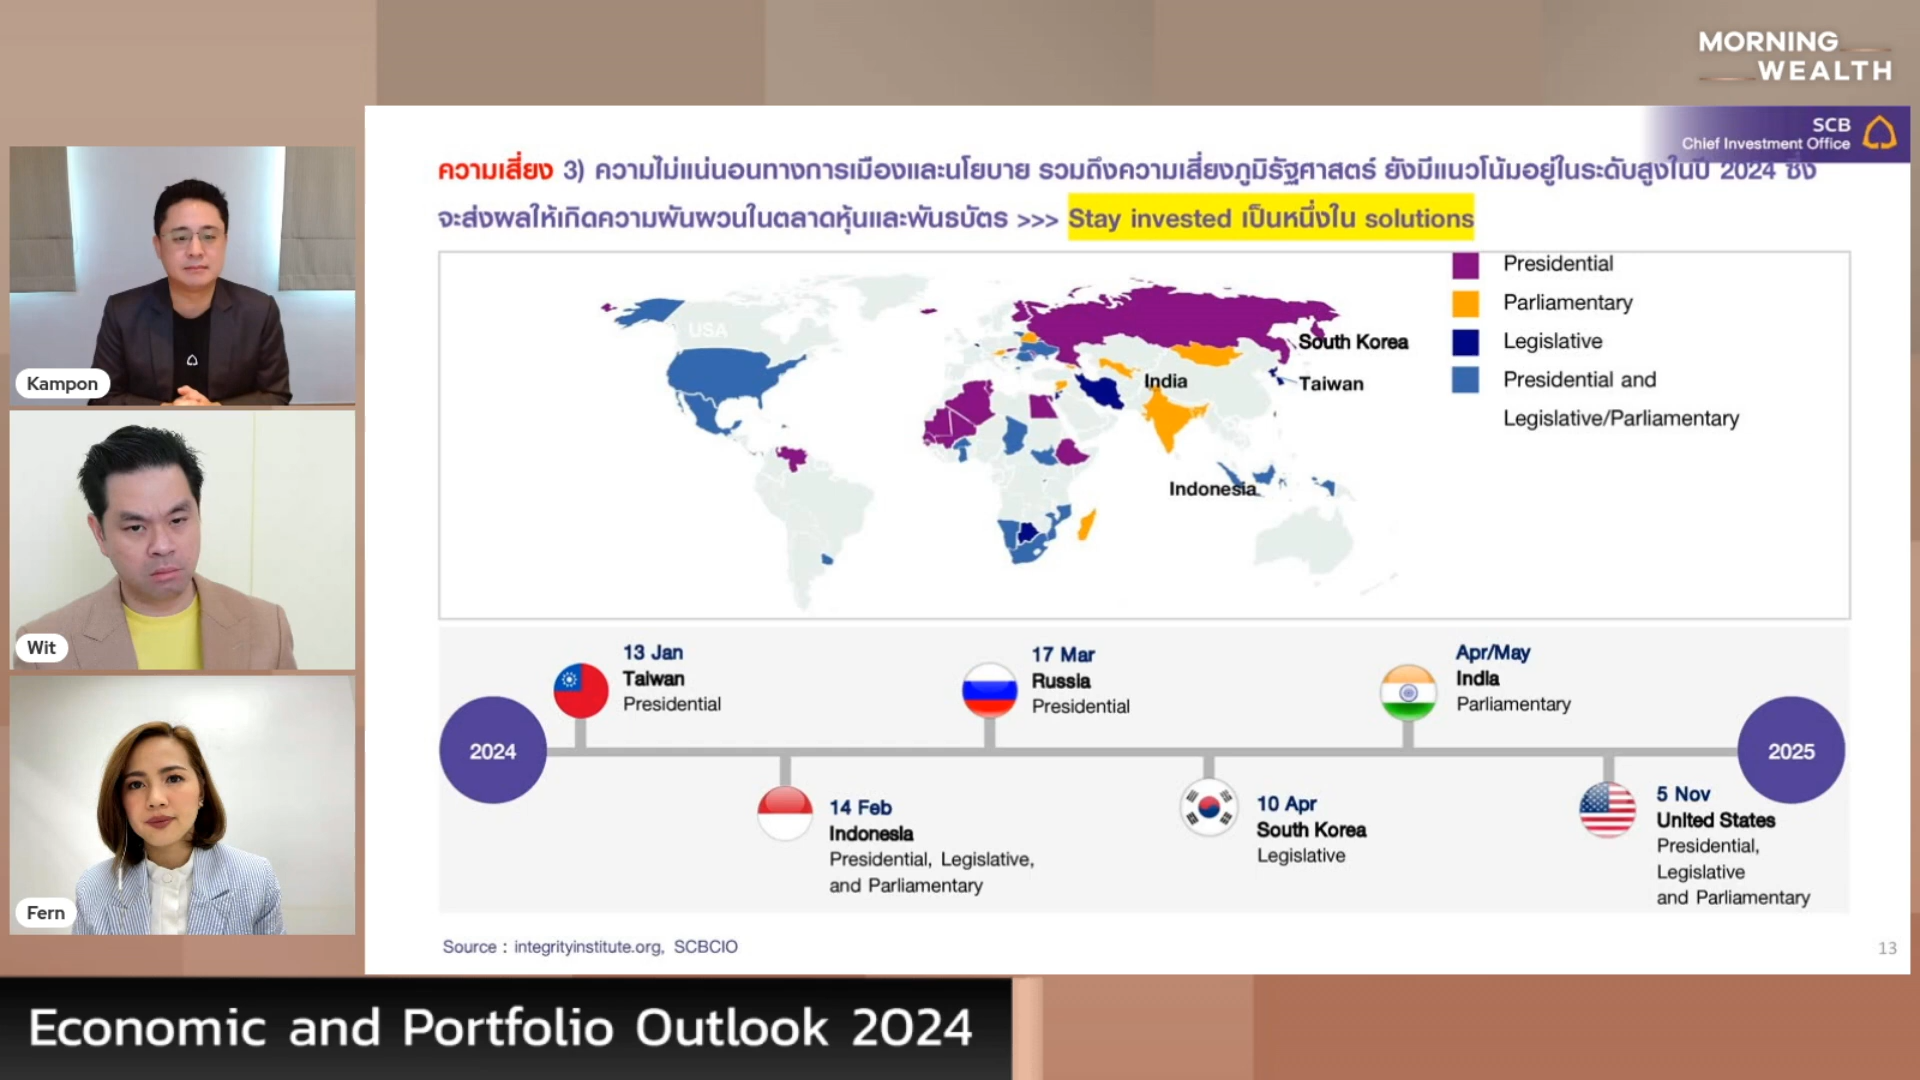 MORNING
WEALTH
SCB
Chief Investment Office
ความเสี่ยง 3) ความไม่แน่นอนทางการเมืองและนโยบาย รวมถึงความเสี่ยงภูมิรัฐศาสตร์ ยังมีแนวโน้มอยู่ในระดับสูงในปี 2024 ซึ่ง
จะส่งผลให้เกิดความผันผวนในตลาดหุ้นและพันธบัตร >>> Stay invested เป็นหนึ่งใน solutions
Presidential
Parliamentary
Legislative
Presidential and
Legislative/Parliamentary
USA
South Korea
India
Taiwan
Indonesia
13 Jan
Taiwan
Presidential
17 Mar
Russia
Presidential
Apr/May
India
Parliamentary
2024
2025
14 Feb
Indonesia
Presidential, Legislative,
and Parliamentary
10 Apr
South Korea
Legislative
5 Nov
United States
Presidential,
Legislative
and Parliamentary
Source : integrityinstitute.org, SCBCIO
13
Kampon
Wit
Fern
Economic and Portfolio Outlook 2024